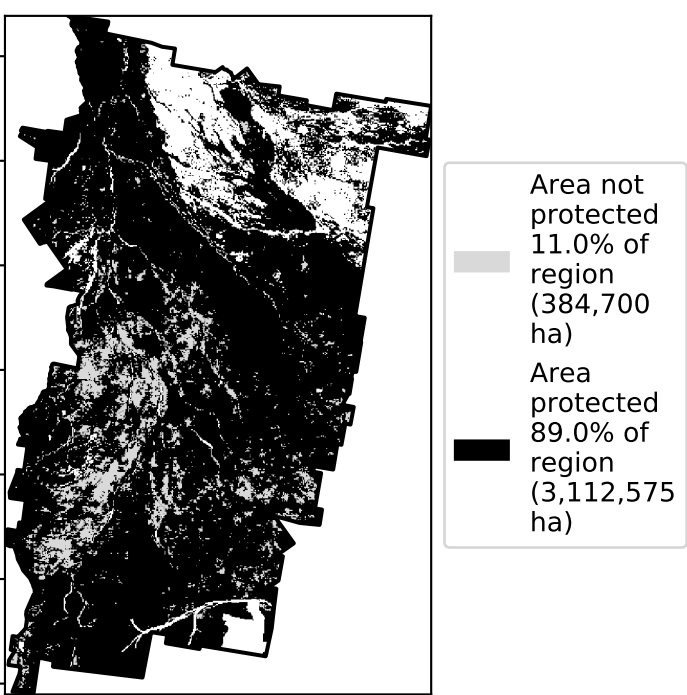 Area not
protected
11.0% of
region
(384,700
ha)
Area
protected
89.0% of
region
(3,112,575
ha)